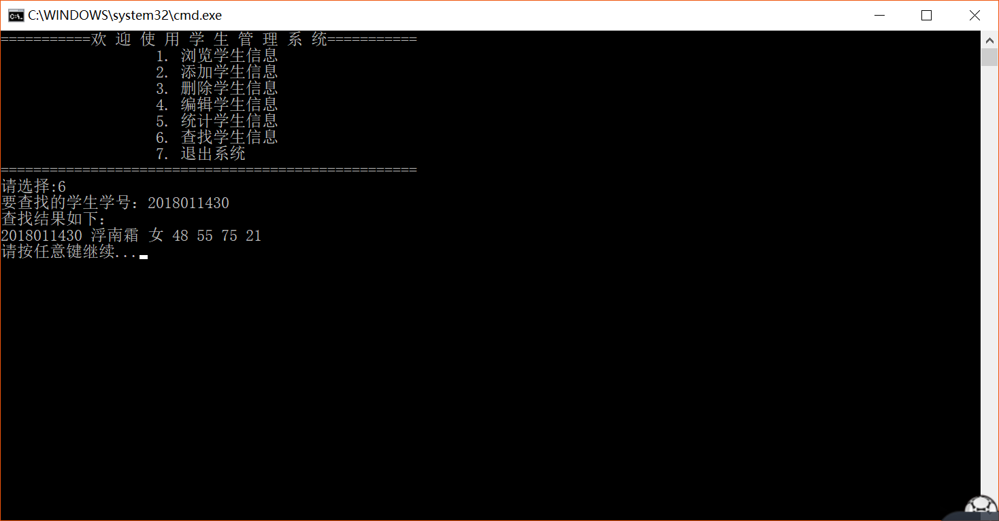 C:\WINDOWS\system32\cmd.exe
===========欢 迎 使 用 学 生 管 理 系 统===========
1. 浏览学生信息
2. 添加学生信息
3. 删除学生信息
4. 编辑学生信息
5. 统计学生信息
6. 查找学生信息
7. 退出系统
===================================================
请选择:6
要查找的学生学号：2018011430
查找结果如下：
2018011430 浮南霜 女 48 55 75 21
请按任意键继续...